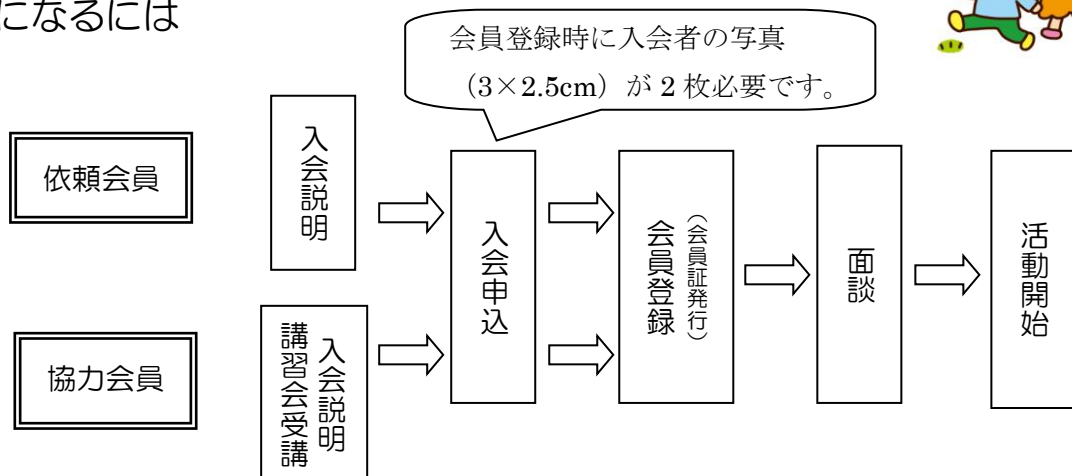 になるには
会員登録時に入会者の写真
（3×2.5cm）が 2 枚必要です。
依頼会員
入会説明
入会申込
会員登録
（会員証発行）
面談
活動開始
協力会員
入会説明
講習会受講